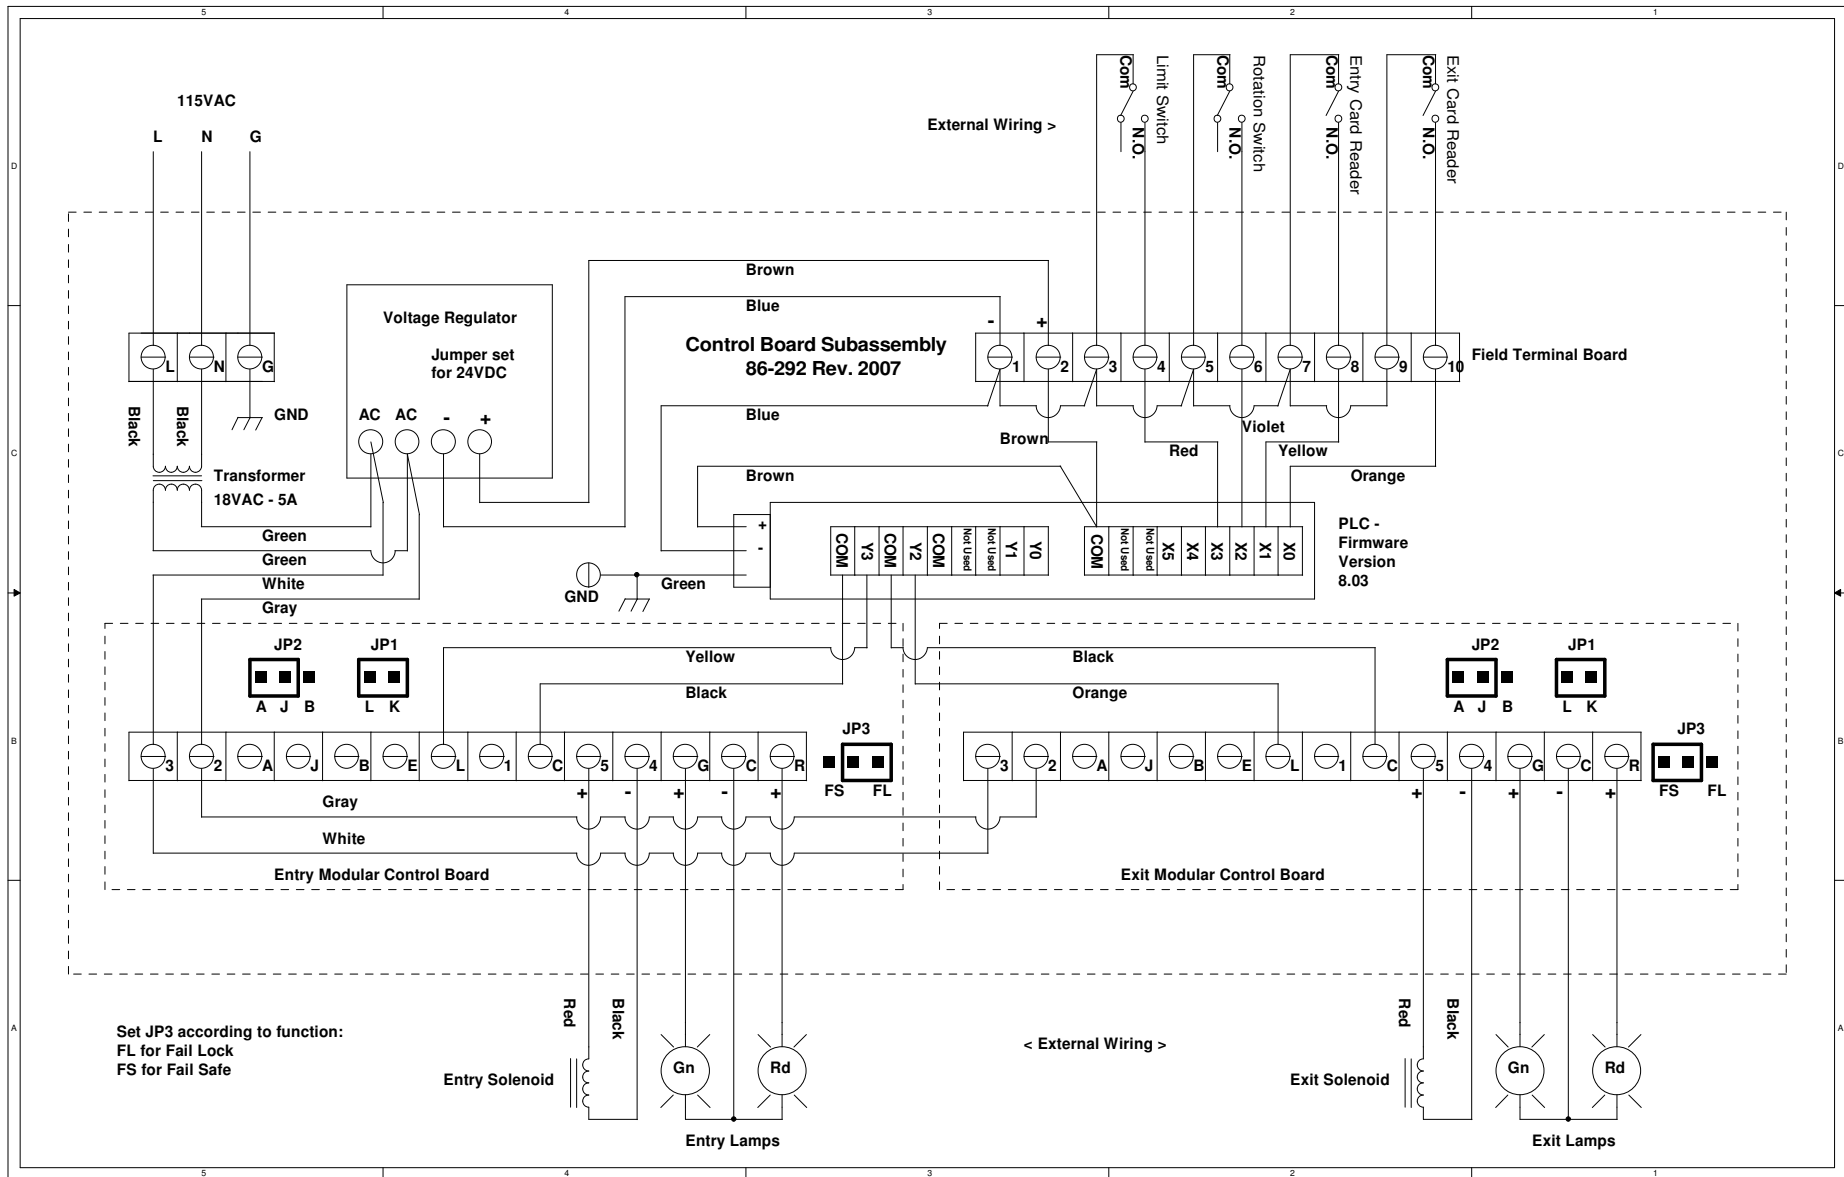 5 4 3 2 1
115VAC
L N G
External Wiring >
Com
N.O.
Limit Switch
Com
N.O.
Rotation Switch
Com
N.O.
Entry Card Reader
Com
N.O.
Exit Card Reader
D D
Brown
Blue
Voltage Regulator
Jumper set
for 24VDC
AC AC - +
Control Board Subassembly
86-292 Rev. 2007
- +
1 2 3 4 5 6 7 8 9 10
Field Terminal Board
L N G
Black
Black
GND
Transformer
18VAC - 5A
Blue
Brown
Brown
Red
Violet
Yellow
Orange
C C
Green
Green
White
Gray
+
-
GND
Green
COM Y3 COM Y2 COM Not Used Not Used Y1 Y0
COM Not Used Not Used X5 X4 X3 X2 X1 X0
PLC -
Firmware
Version
8.03
JP2 JP1
A J B L K
Yellow
Black
Black
Orange
JP2 JP1
A J B L K
B B
3 2 A J B E L 1 C 5 4 G C R
+ - + - +
JP3
FS FL
3 2 A J B E L 1 C 5 4 G C R
+ - + - +
JP3
FS FL
Gray
White
Entry Modular Control Board
Exit Modular Control Board
A A
Set JP3 according to function:
FL for Fail Lock
FS for Fail Safe
Red
Black
Entry Solenoid
Gn Rd
Entry Lamps
< External Wiring >
Red
Black
Exit Solenoid
Gn Rd
Exit Lamps
5 4 3 2 1